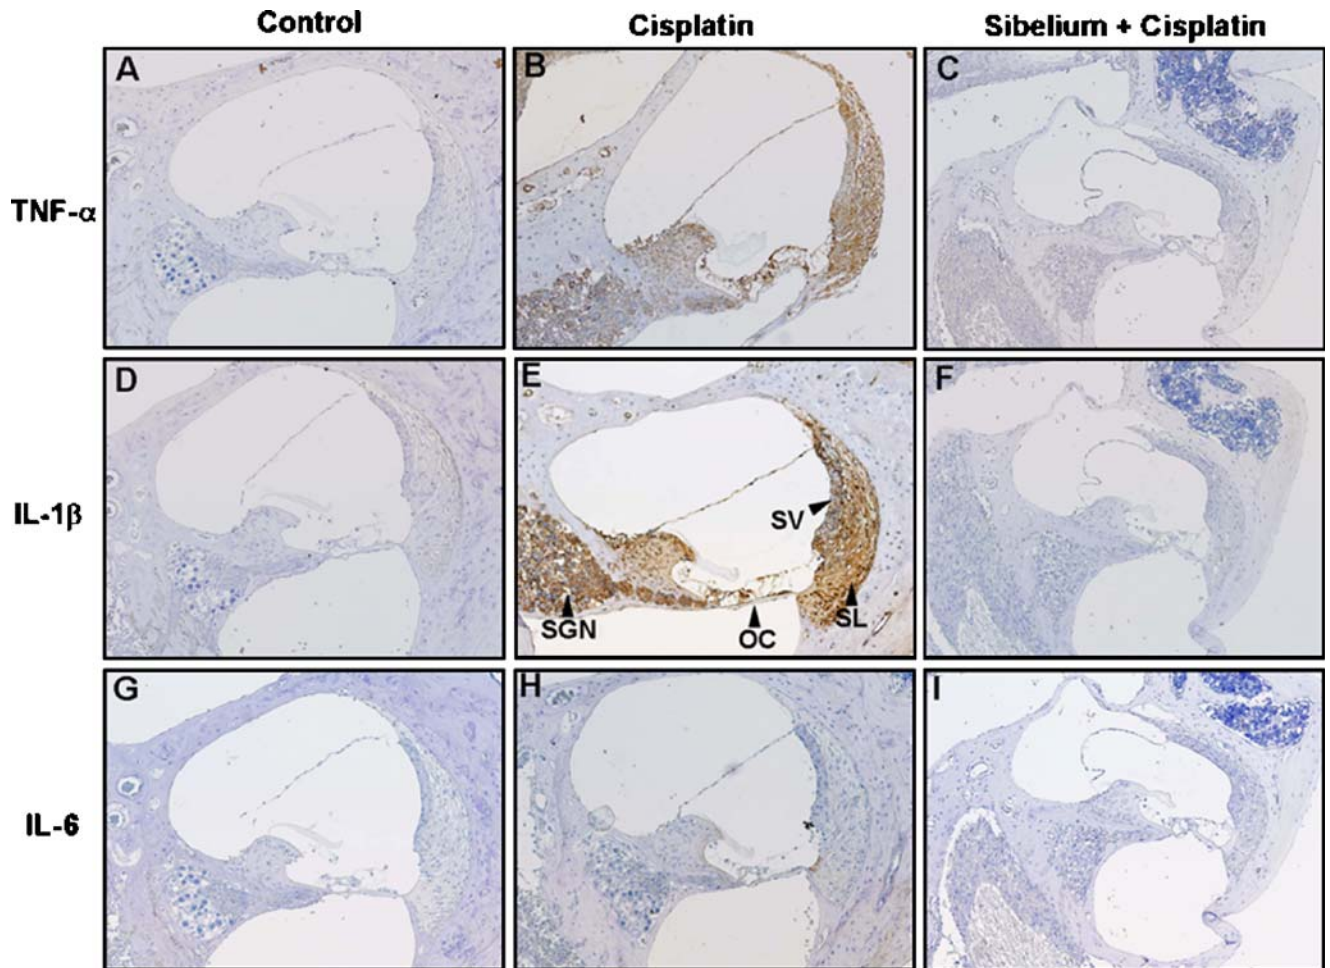 Control Cisplatin Sibelium + Cisplatin
TNF-α A B C
IL-1β D E F
SV
SGN OC SL
IL-6 G H I